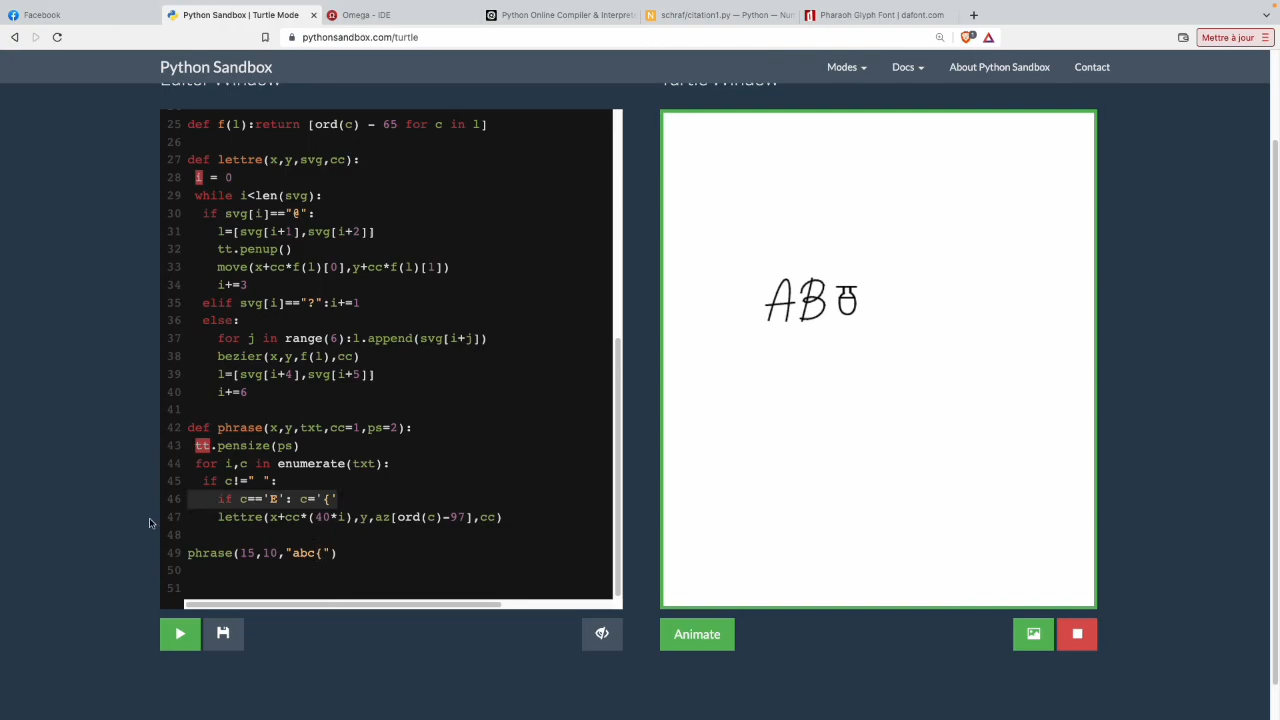 Facebook
Python Sandbox | Turtle Mode
Omega - IDE
Python Online Compiler & Interpret
schraf/citation1.py — Python — Nun
Pharaoh Glyph Font | dafont.com
pythonsandbox.com/turtle
1
Mettre à jour
Python Sandbox
Modes
Docs
About Python Sandbox
Contact
Editor Window
Turtle Window
25 def f(l):return [ord(c) - 65 for c in l]
26
27 def lettre(x,y,svg,cc):
28 i = 0
29 while i<len(svg):
30 if svg[i]=="@":
31 l=[svg[i+1],svg[i+2]]
32 tt.penup()
33 move(x+cc*f(l)[0],y+cc*f(l)[1])
34 i+=3
35 elif svg[i]=="?":i+=1
36 else:
37 for j in range(6):l.append(svg[i+j])
38 bezier(x,y,f(l),cc)
39 l=[svg[i+4],svg[i+5]]
40 i+=6
41
42 def phrase(x,y,txt,cc=1,ps=2):
43 tt.pensize(ps)
44 for i,c in enumerate(txt):
45 if c!=" ":
46 if c=='E': c='{'
47 lettre(x+cc*(40*i),y,az[ord(c)-97],cc)
48
49 phrase(15,10,"abc{")
50
51
AB
Animate